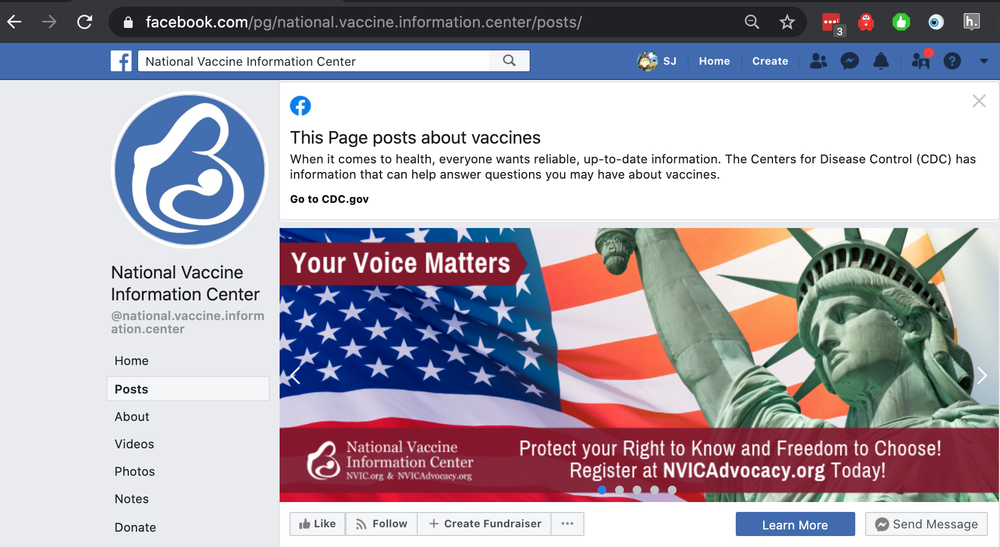 facebook.com/pg/national.vaccine.information.center/posts/
3
h.
National Vaccine Information Center
SJ
Home
Create
National Vaccine
Information Center
@national.vaccine.inform
ation.center
Home
Posts
About
Videos
Photos
Notes
Donate
This Page posts about vaccines
When it comes to health, everyone wants reliable, up-to-date information. The Centers for Disease Control (CDC) has
information that can help answer questions you may have about vaccines.
Go to CDC.gov
Your Voice Matters
National Vaccine
Information Center
NVIC.org & NVICAdvocacy.org
Protect your Right to Know and Freedom to Choose!
Register at NVICAdvocacy.org Today!
Like
Follow
+ Create Fundraiser
...
Learn More
Send Message